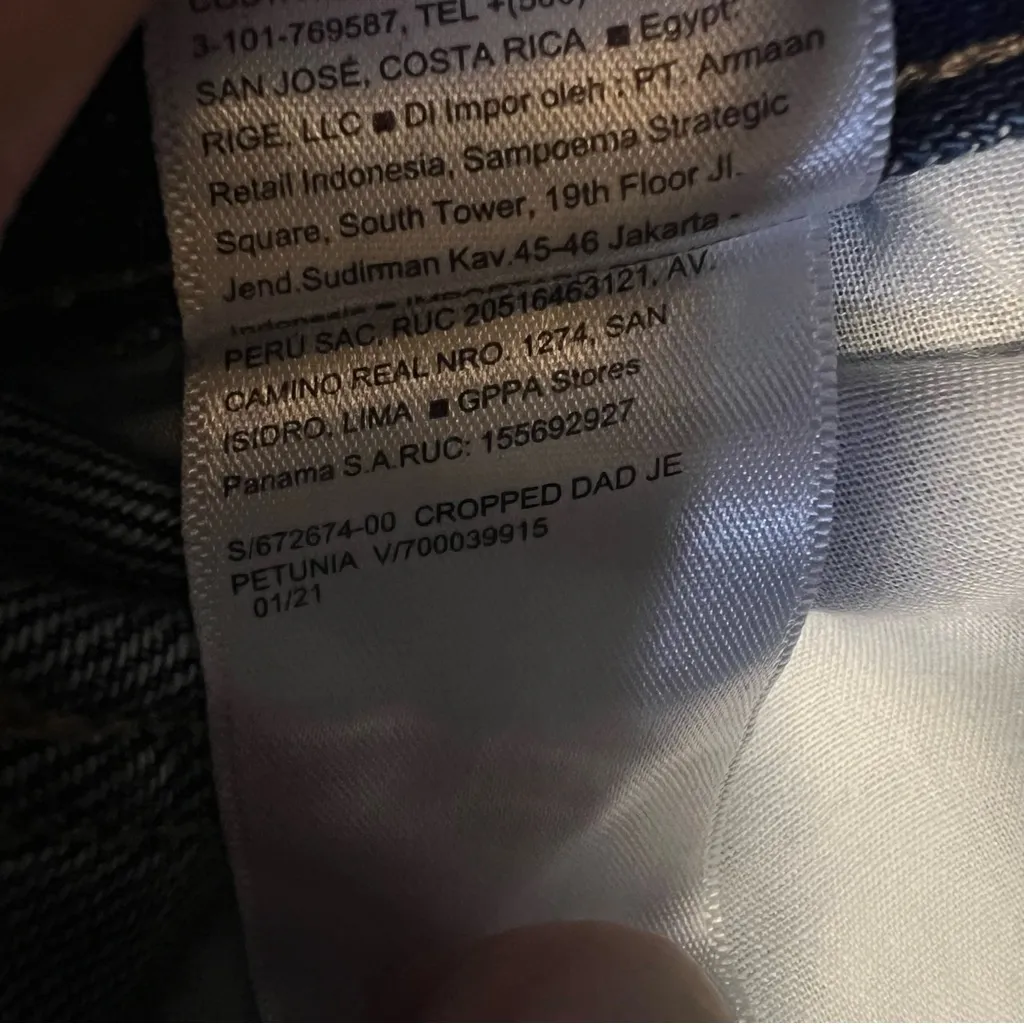 3-101-769587, TEL
SAN JOSÉ, COSTA RICA ■ Egypt:
RIGE, LLC ■ DI Impor oleh : PT. Armaan
Retail Indonesia, Sampoerna Strategic
Square, South Tower, 19th Floor Jl.
Jend.Sudirman Kav.45-46 Jakarta -
PERÚ SAC, RUC 20516463121, AV.
CAMINO REAL NRO. 1274, SAN
ISIDRO, LIMA ■ GPPA Stores
Panama S.A.RUC: 155692927
S/672674-00 CROPPED DAD JE
PETUNIA V/700039915
01/21